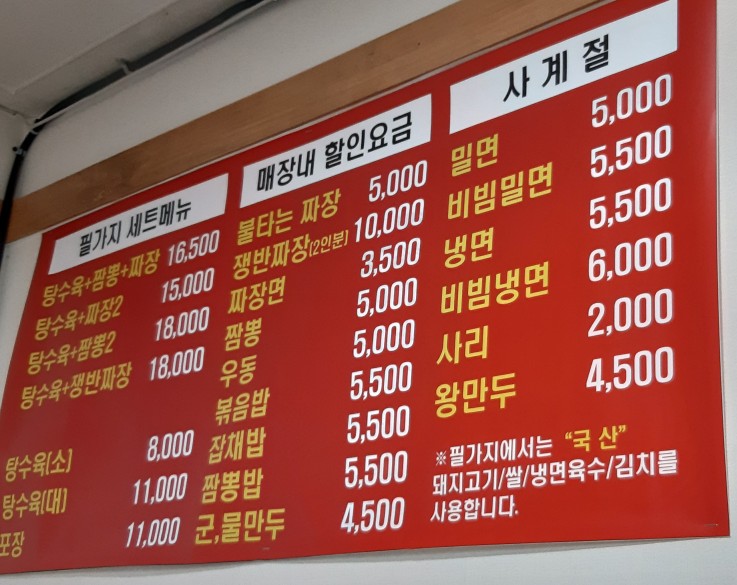 필가지 세트메뉴
탕수육+짬뽕+짜장 16,500
탕수육+짜장2 15,000
탕수육+짬뽕2 18,000
탕수육+쟁반짜장 18,000
탕수육[소] 8,000
탕수육[대] 11,000
포장 11,000
매장내 할인요금
불타는 짜장 5,000
쟁반짜장[2인분] 10,000
짜장면 3,500
짬뽕 5,000
우동 5,000
볶음밥 5,500
잡채밥 5,500
짬뽕밥 5,500
군,물만두 4,500
사계절
밀면 5,000
비빔밀면 5,500
냉면 5,500
비빔냉면 6,000
사리 2,000
왕만두 4,500
※필가지에서는 "국 산"
돼지고기/쌀/냉면육수/김치를
사용합니다.